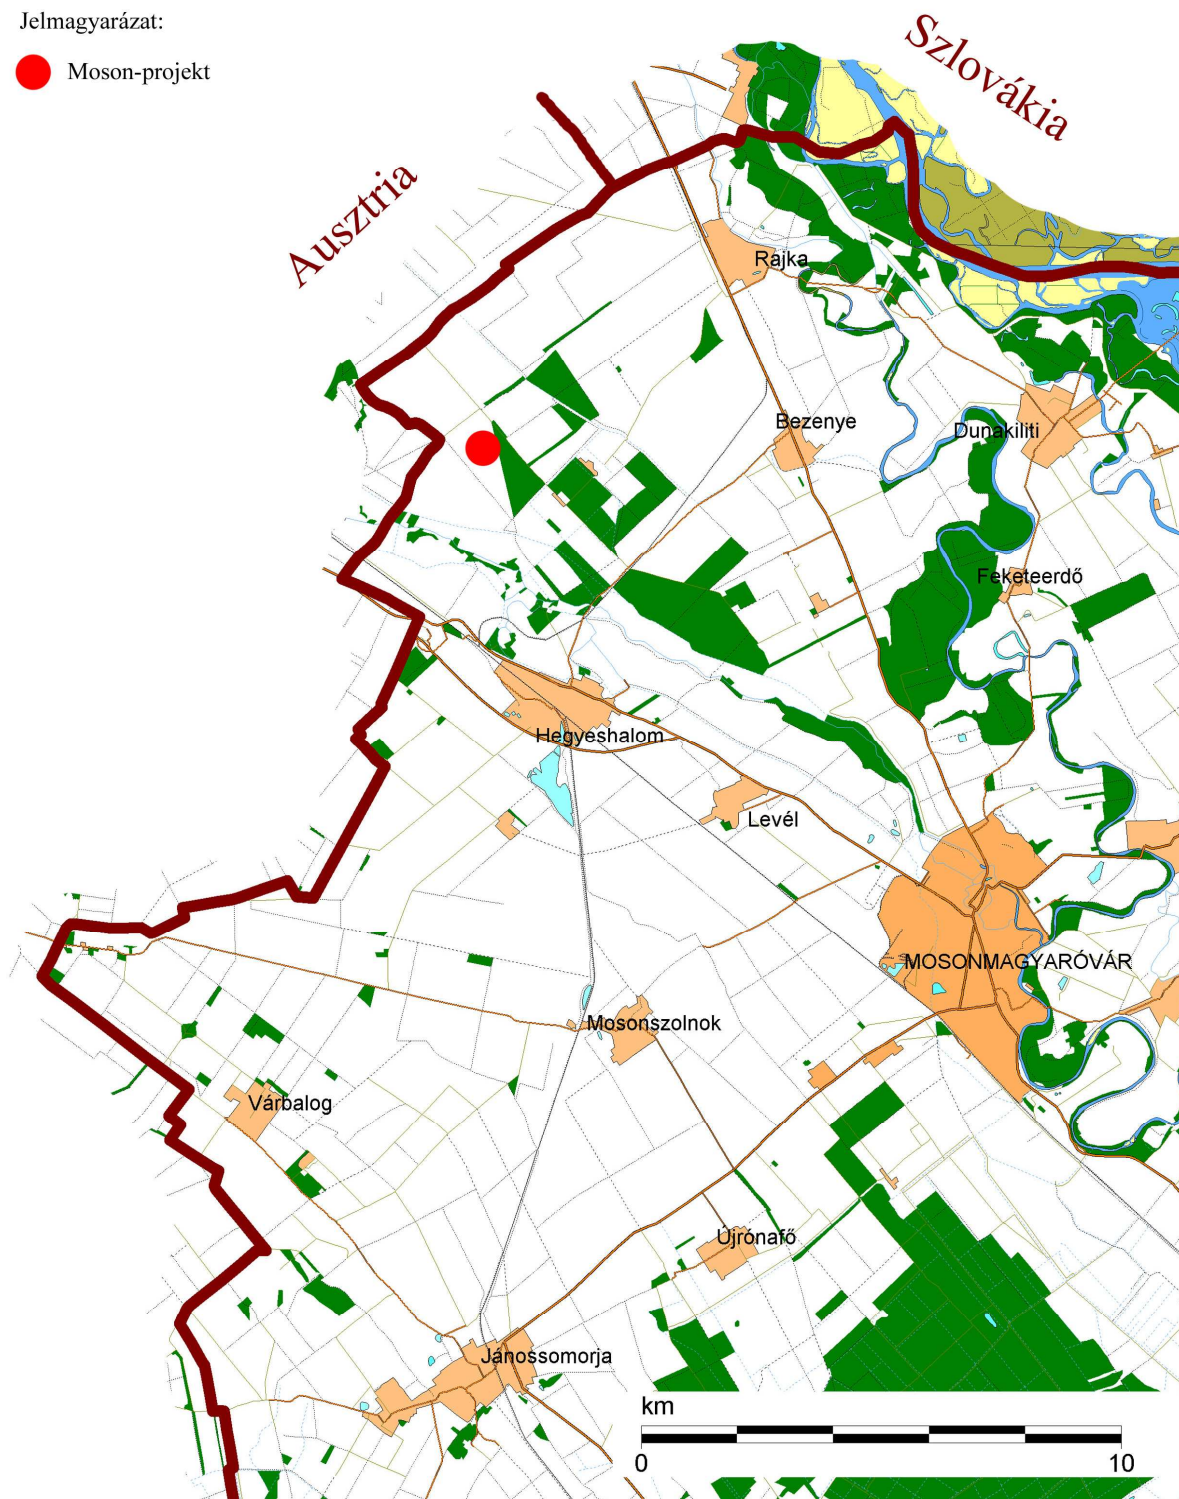 Jelmagyarázat:
Moson-projekt
Szlovákia
Ausztria
Rajka
Bezenye
Dunakiliti
Feketeerdő
Hegyeshalom
Levél
MOSONMAGYARÓVÁR
Mosonszolnok
Várbalog
Újrónafő
Jánossomorja
km
0 10